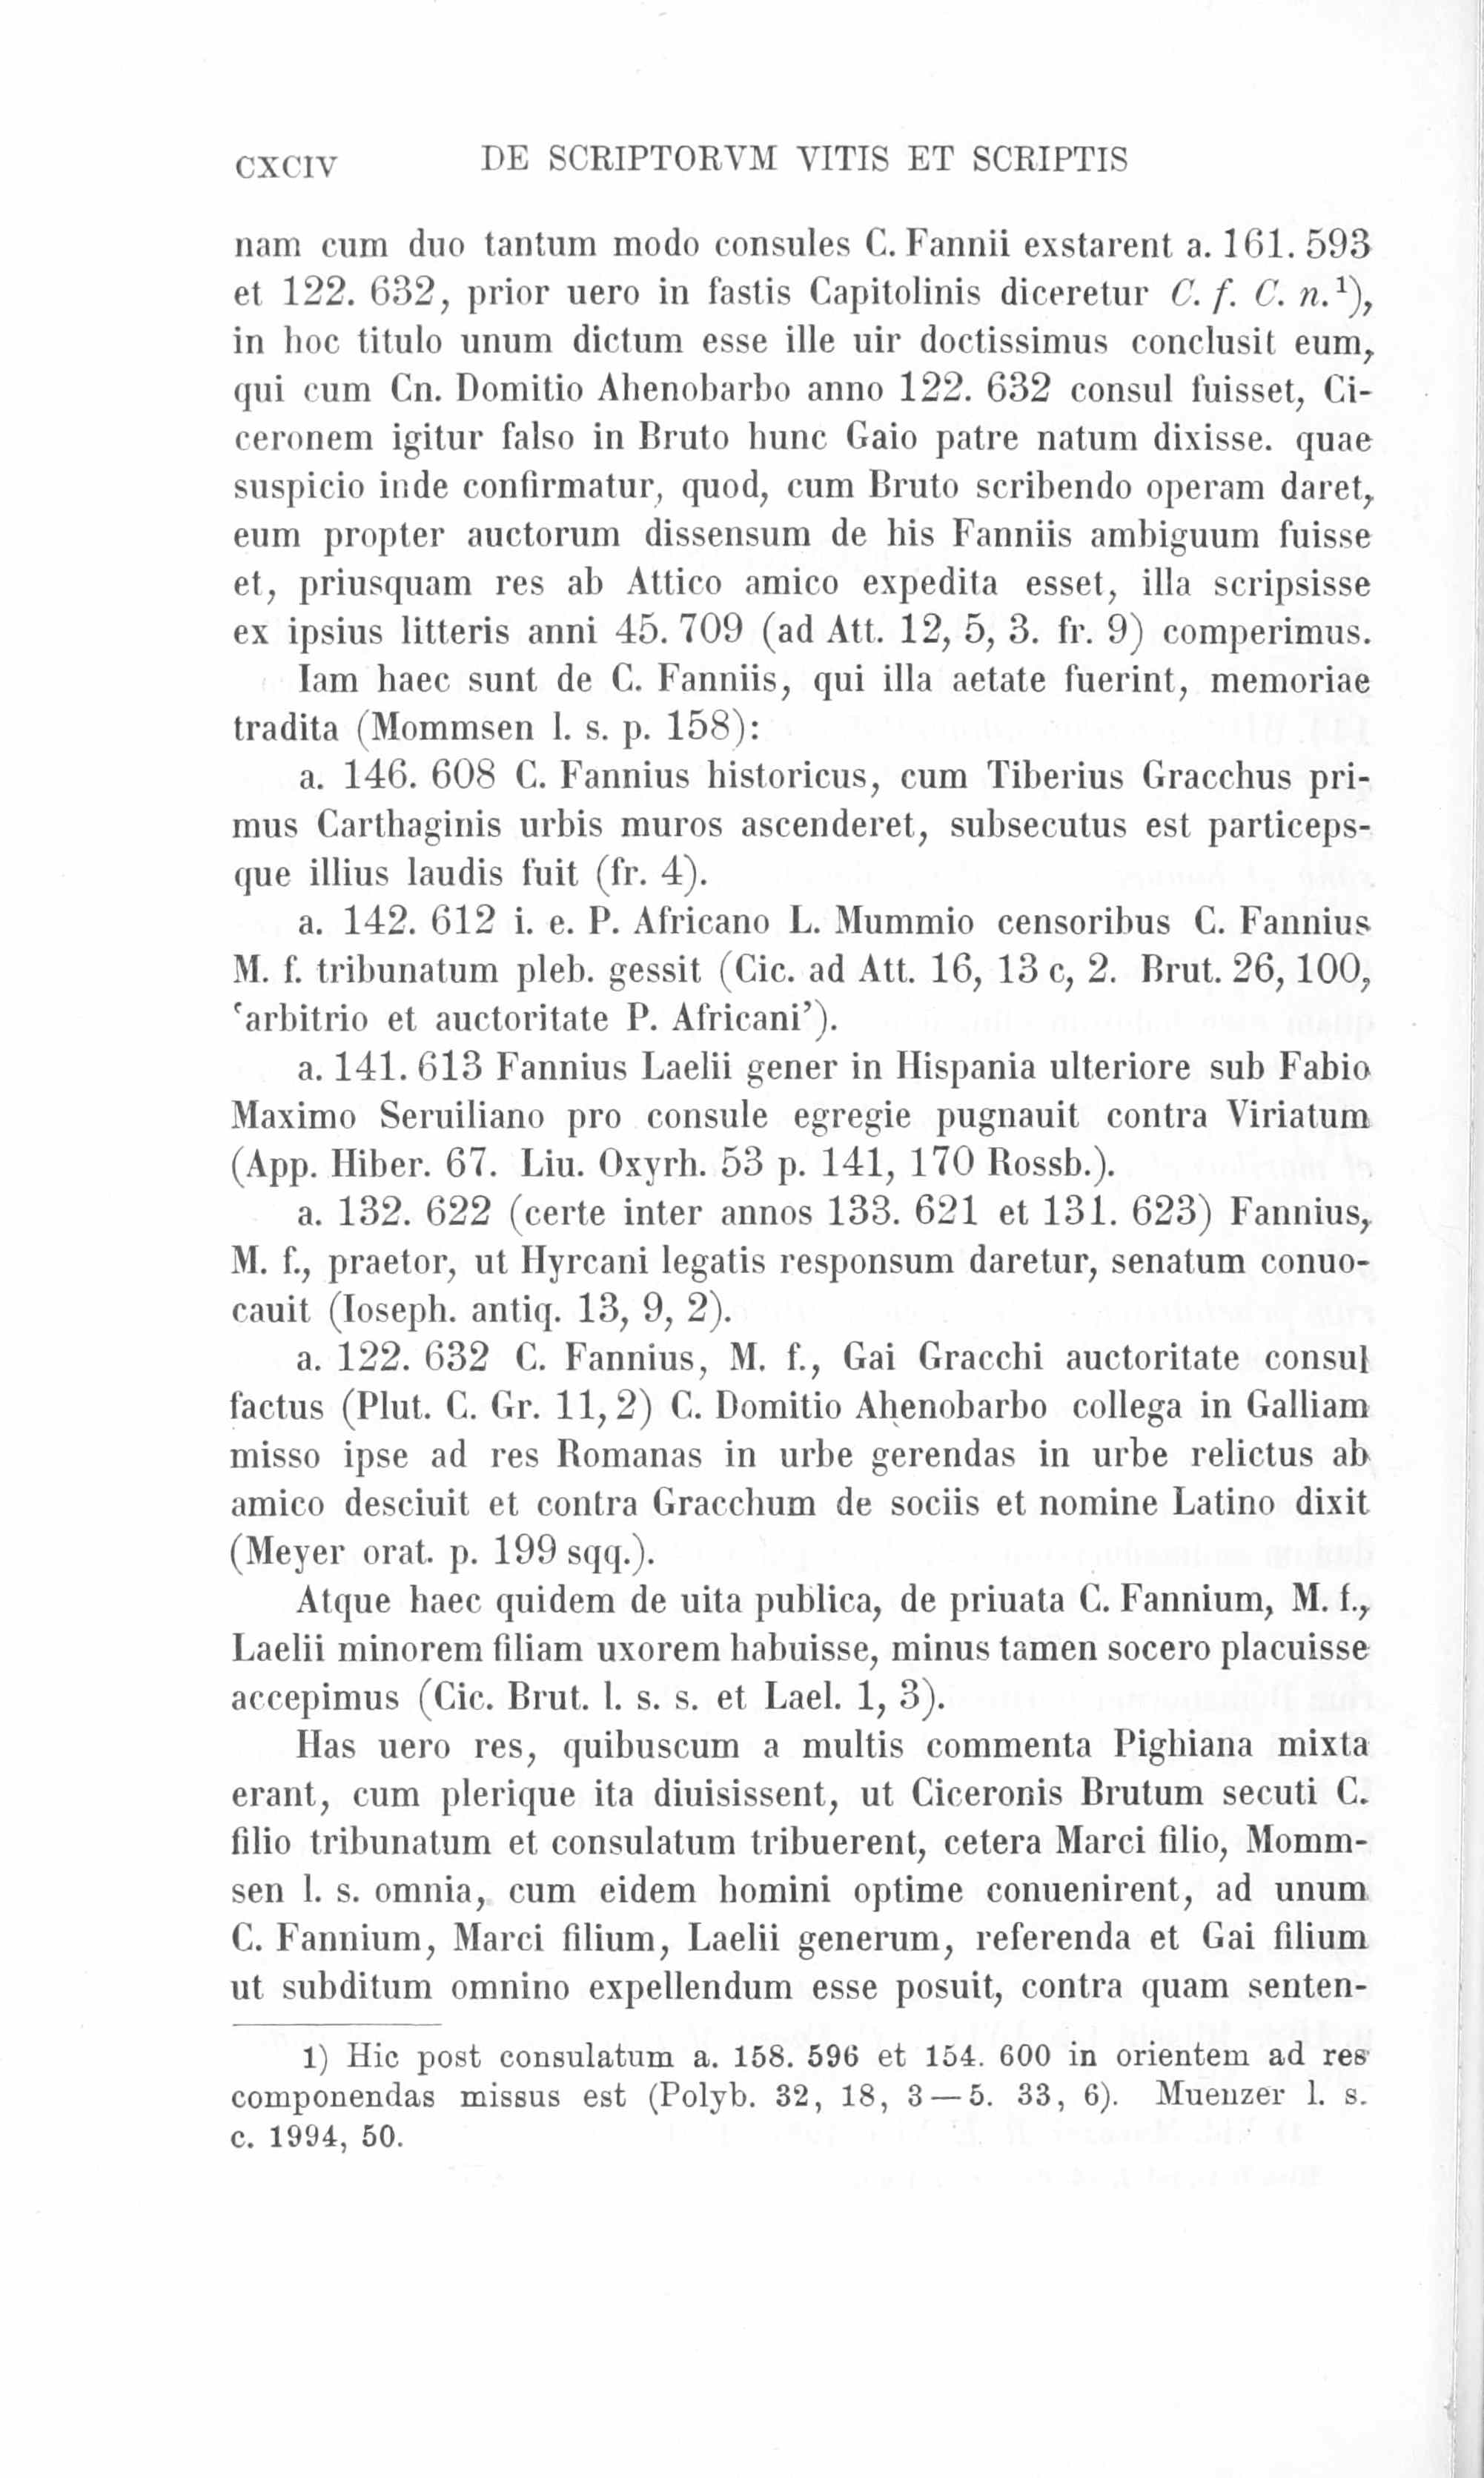 CXCIV DE SCRIPTORVM VITIS ET SCRIPTIS
nam cum duo tantum modo consules C. Fannii exstarent a. 161. 593
et 122. 632, prior uero in fastis Capitolinis diceretur C. f. C. n.¹),
in hoc titulo unum dictum esse ille uir doctissimus conclusit eum,
qui cum Cn. Domitio Ahenobarbo anno 122. 632 consul fuisset, Ci-
ceronem igitur falso in Bruto hunc Gaio patre natum dixisse. quae
suspicio inde confirmatur, quod, cum Bruto scribendo operam daret,
eum propter auctorum dissensum de his Fanniis ambiguum fuisse
et, priusquam res ab Attico amico expedita esset, illa scripsisse
ex ipsius litteris anni 45. 709 (ad Att. 12, 5, 3. fr. 9) comperimus.
Iam haec sunt de C. Fanniis, qui illa aetate fuerint, memoriae
tradita (Mommsen l. s. p. 158):
a. 146. 608 C. Fannius historicus, cum Tiberius Gracchus pri-
mus Carthaginis urbis muros ascenderet, subsecutus est particeps-
que illius laudis fuit (fr. 4).
a. 142. 612 i. e. P. Africano L. Mummio censoribus C. Fannius
M. f. tribunatum pleb. gessit (Cic. ad Att. 16, 13 c, 2. Brut. 26, 100,
‘arbitrio et auctoritate P. Africani’).
a. 141. 613 Fannius Laelii gener in Hispania ulteriore sub Fabio
Maximo Seruiliano pro consule egregie pugnauit contra Viriatum
(App. Hiber. 67. Liu. Oxyrh. 53 p. 141, 170 Rossb.).
a. 132. 622 (certe inter annos 133. 621 et 131. 623) Fannius,
M. f., praetor, ut Hyrcani legatis responsum daretur, senatum conuo-
cauit (Ioseph. antiq. 13, 9, 2).
a. 122. 632 C. Fannius, M. f., Gai Gracchi auctoritate consul
factus (Plut. C. Gr. 11, 2) C. Domitio Ahenobarbo collega in Galliam
misso ipse ad res Romanas in urbe gerendas in urbe relictus ab
amico desciuit et contra Gracchum de sociis et nomine Latino dixit
(Meyer orat. p. 199 sqq.).
Atque haec quidem de uita publica, de priuata C. Fannium, M. f.,
Laelii minorem filiam uxorem habuisse, minus tamen socero placuisse
accepimus (Cic. Brut. l. s. s. et Lael. 1, 3).
Has uero res, quibuscum a multis commenta Pighiana mixta
erant, cum plerique ita diuisissent, ut Ciceronis Brutum secuti C.
filio tribunatum et consulatum tribuerent, cetera Marci filio, Momm-
sen l. s. omnia, cum eidem homini optime conuenirent, ad unum
C. Fannium, Marci filium, Laelii generum, referenda et Gai filium
ut subditum omnino expellendum esse posuit, contra quam senten-
1) Hic post consulatum a. 158. 596 et 154. 600 in orientem ad res
componendas missus est (Polyb. 32, 18, 3—5. 33, 6). Muenzer l. s.
c. 1994, 50.